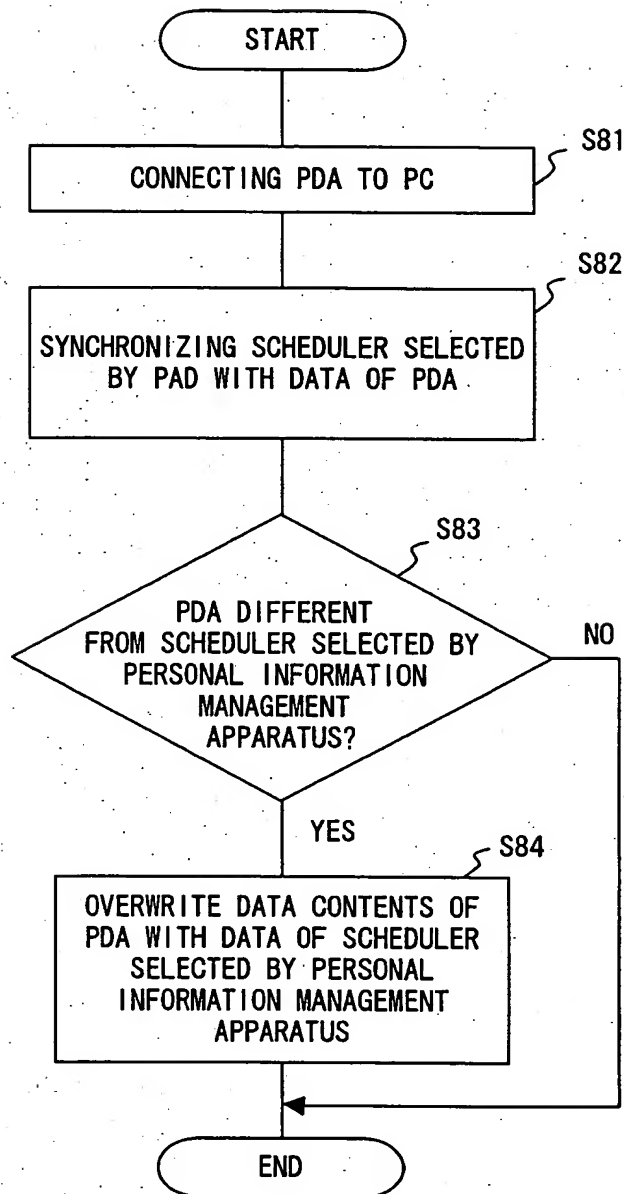 START
S81
CONNECTING PDA TO PC
S82
SYNCHRONIZING SCHEDULER SELECTED
BY PAD WITH DATA OF PDA
S83
PDA DIFFERENT
FROM SCHEDULER SELECTED BY
PERSONAL INFORMATION
MANAGEMENT
APPARATUS?
NO
YES
S84
OVERWRITE DATA CONTENTS OF
PDA WITH DATA OF SCHEDULER
SELECTED BY PERSONAL
INFORMATION MANAGEMENT
APPARATUS
END